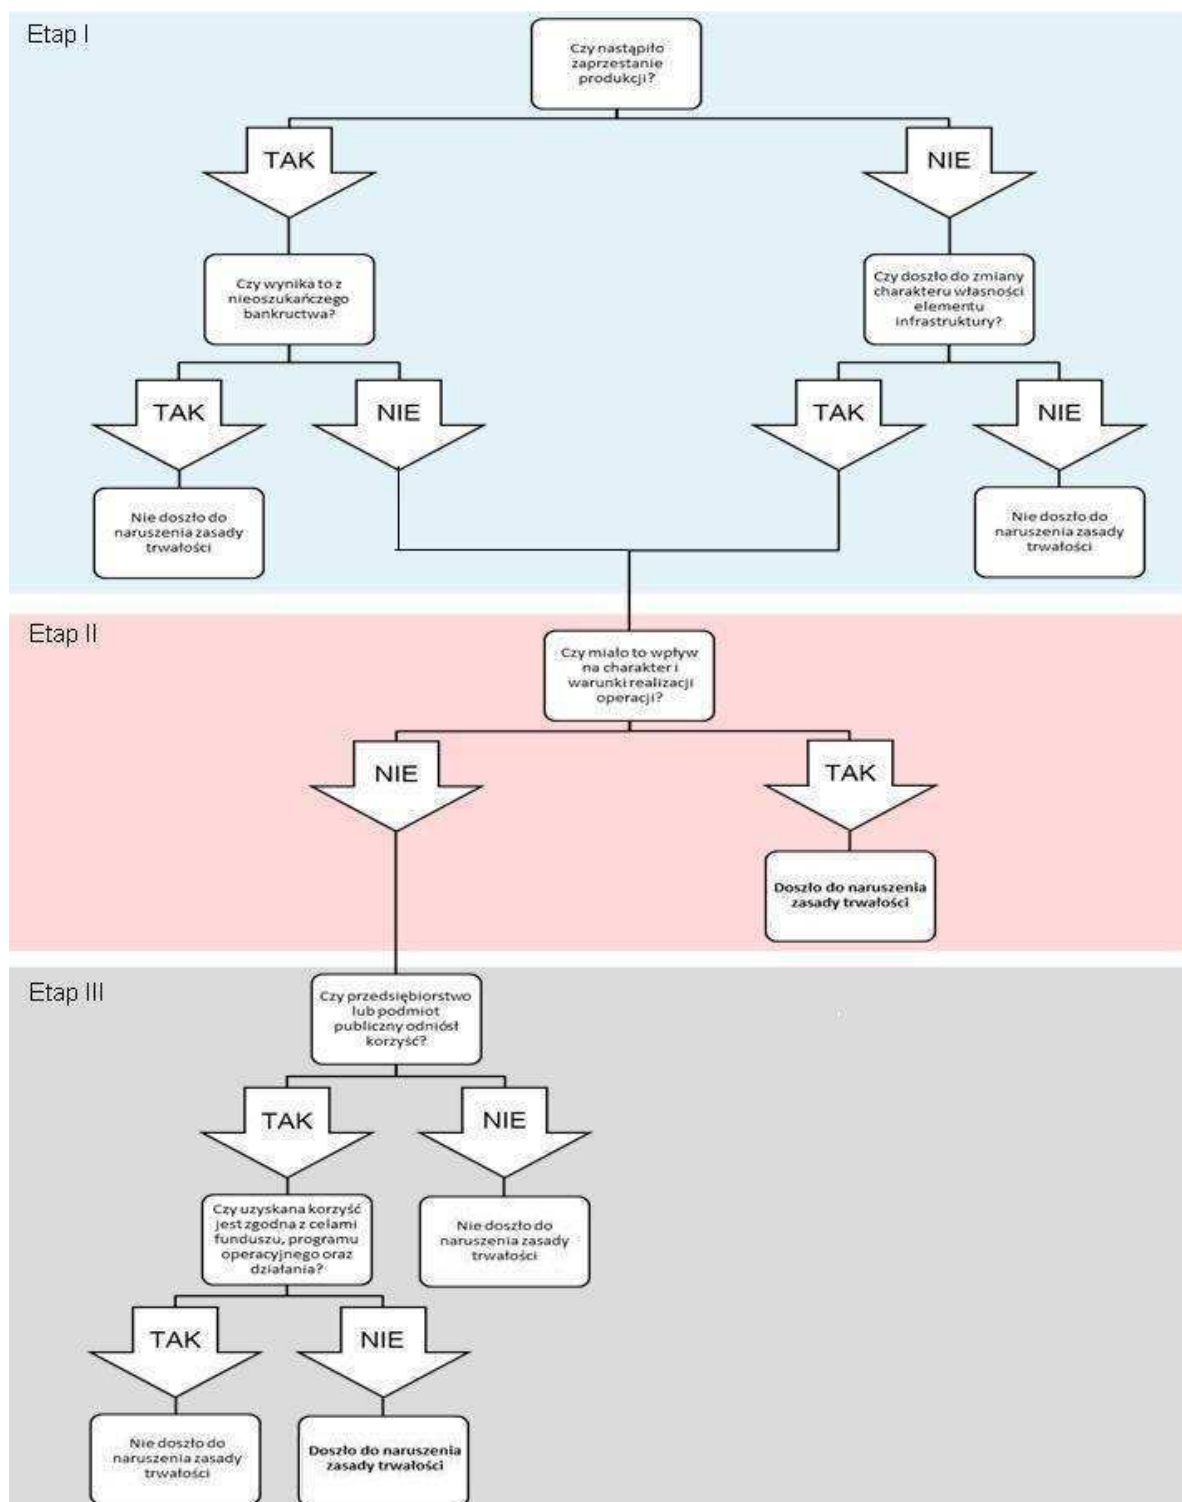 Etap I
Czy nastąpiło
zaprzestanie
produkcji?
TAK
NIE
Czy wynika to z
nieoszukańczego
bankructwa?
Czy doszło do zmiany
charakteru własności
elementu
infrastruktury?
TAK
NIE
TAK
NIE
Nie doszło do
naruszenia zasady
trwałości
Nie doszło do
naruszenia zasady
trwałości
Etap II
Czy miało to wpływ
na charakter i
warunki realizacji
operacji?
NIE
TAK
Doszło do naruszenia
zasady trwałości
Etap III
Czy przedsiębiorstwo
lub podmiot
publiczny odniósł
korzyść?
TAK
NIE
Czy uzyskana korzyść
jest zgodna z celami
funduszu, programu
operacyjnego oraz
działania?
Nie doszło do
naruszenia zasady
trwałości
TAK
NIE
Nie doszło do
naruszenia zasady
trwałości
Doszło do naruszenia
zasady trwałości